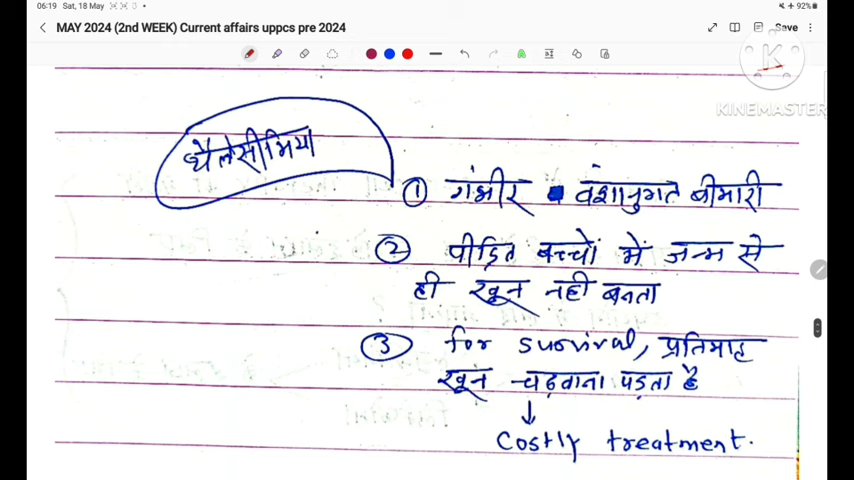 06:19 Sat, 18 May
92%
MAY 2024 (2nd WEEK) Current affairs uppcs pre 2024
Save
KINEMASTER
थैलेसीमिया
① गंभीर वंशानुगत बीमारी
② पीड़ित बच्चों में जन्म से
ही खून नही बनता
③ for survival, प्रतिमाह
खून चढ़वाना पड़ता है
↓
Costly treatment.